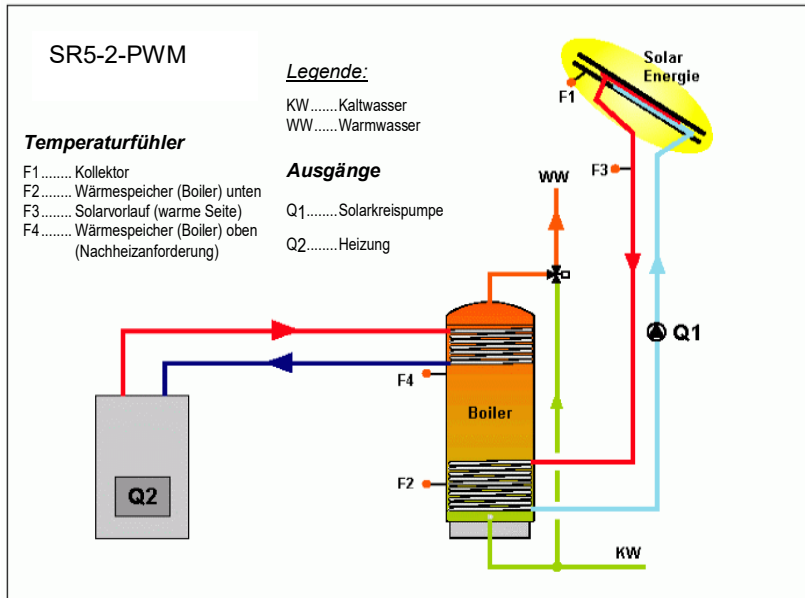 SR5-2-PWM
Legende:
KW.......Kaltwasser
WW......Warmwasser
Temperaturfühler
F1........ Kollektor
F2........ Wärmespeicher (Boiler) unten
F3........ Solarvorlauf (warme Seite)
F4........ Wärmespeicher (Boiler) oben
(Nachheizanforderung)
Ausgänge
Q1.......Solarkreispumpe
Q2.......Heizung
Solar
Energie
F1
F3
WW
Q1
F4
Boiler
F2
Q2
KW